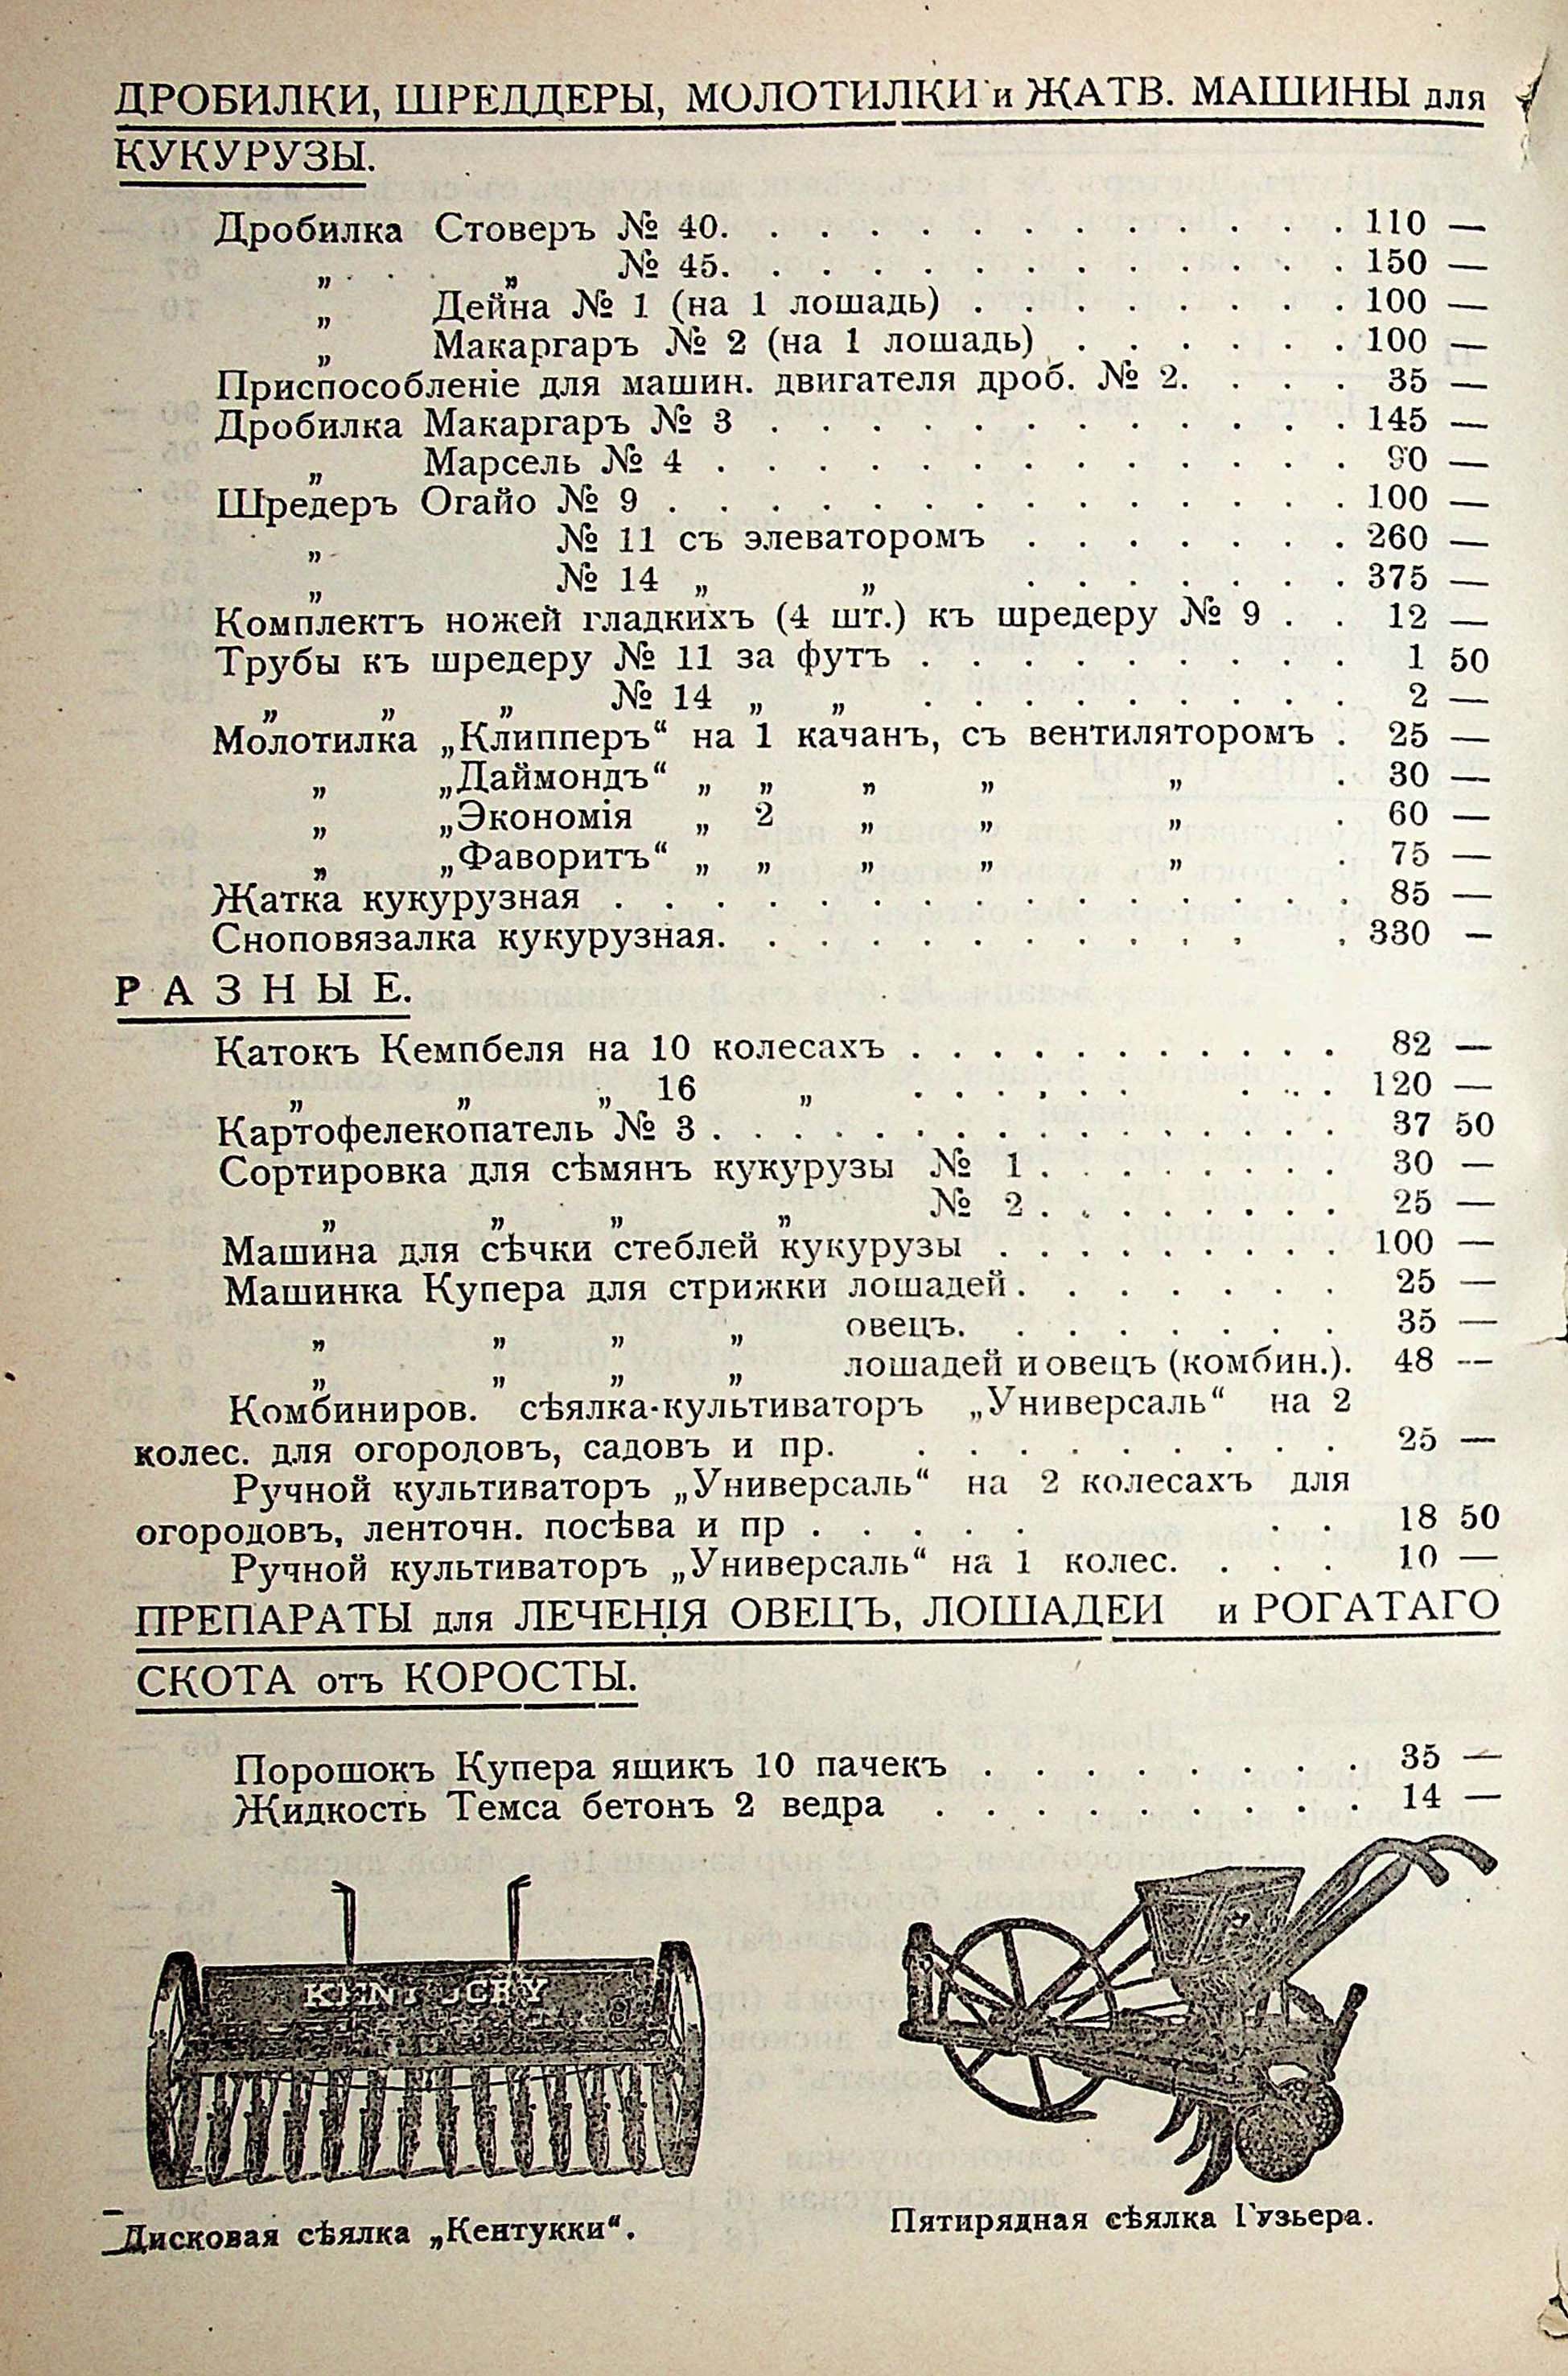 ДРОБИЛКИ, ШРЕДДЕРЫ, МОЛОТИЛКИ и ЖАТВ. МАШИНЫ для
КУКУРУЗЫ.
Дробилка Стоверъ № 40. . . . . . . . . . . . . 110 —
„ „ № 45. . . . . . . . . . . . . 150 —
„ Дейна № 1 (на 1 лошадь) . . . . . . . . 100 —
„ Макаргаръ № 2 (на 1 лошадь) . . . . . . 100 —
Приспособленіе для машин. двигателя дроб. № 2. . . . 35 —
Дробилка Макаргаръ № 3 . . . . . . . . . . . . 145 —
„ Марсель № 4 . . . . . . . . . . . . . 90 —
Шредеръ Огайо № 9 . . . . . . . . . . . . . . 100 —
„ № 11 съ элеваторомъ . . . . . . . 260 —
„ № 14 „ „ . . . . . . . 375 —
Комплектъ ножей гладкихъ (4 шт.) къ шредеру № 9 . . 12 —
Трубы къ шредеру № 11 за футъ . . . . . . . . . 1 50
„ „ „ № 14 „ „ . . . . . . . . . 2 —
Молотилка „Клипперъ“ на 1 качанъ, съ вентиляторомъ . 25 —
„ „Даймондъ“ „ „ „ „ „ . 30 —
„ „Экономія „ 2 „ „ „ . 60 —
„ „Фаворитъ“ „ „ „ „ „ . 75 —
Жатка кукурузная . . . . . . . . . . . . . . . 85 —
Сноповязалка кукурузная. . . . . . . . . . . . 330 —
РАЗНЫЕ.
Катокъ Кемпбеля на 10 колесахъ . . . . . . . . . . . 82 —
„ „ „ 16 „ . . . . . . . . . 120 —
Картофелекопатель № 3 . . . . . . . . . . . . . . . . 37 50
Сортировка для сѣмянъ кукурузы № 1 . . . . . . . . 30 —
„ „ „ „ № 2 . . . . . . . . 25 —
Машина для сѣчки стеблей кукурузы . . . . . . . . . 100 —
Машинка Купера для стрижки лошадей . . . . . . . 25 —
„ „ „ „ овецъ. . . . . . . . 35 —
„ „ „ „ лошадей и овецъ (комбин.). 48 —
Комбиниров. сѣялка-культиваторъ „Универсаль“ на 2
колес. для огородовъ, садовъ и пр. . . . . . . . . . 25 —
Ручной культиваторъ „Универсаль“ на 2 колесахъ для
огородовъ, ленточн. посѣва и пр . . . . . . . 18 50
Ручной культиваторъ „Универсаль“ на 1 колес. . . . 10 —
ПРЕПАРАТЫ для ЛЕЧЕНІЯ ОВЕЦЪ, ЛОШАДЕИ и РОГАТАГО
СКОТА отъ КОРОСТЫ.
Порошокъ Купера ящикъ 10 пачекъ . . . . . . . . 35 —
Жидкость Темса бетонъ 2 ведра . . . . . . . . . 14 —
KENTUCKY
Дисковая сѣялка „Кентукки“.
Пятирядная сѣялка Гузьера.